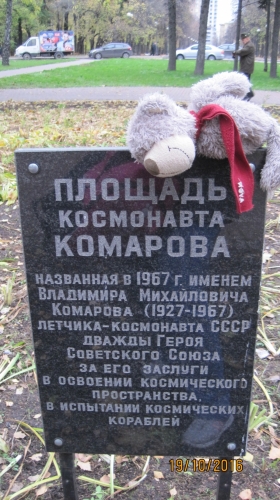 ПЛОЩАДЬ
КОСМОНАВТА
КОМАРОВА
НАЗВАННАЯ В 1967 Г. ИМЕНЕМ
ВЛАДИМИРА МИХАЙЛОВИЧА
КОМАРОВА (1927-1967)
ЛЕТЧИКА-КОСМОНАВТА СССР
ДВАЖДЫ ГЕРОЯ
СОВЕТСКОГО СОЮЗА
ЗА ЕГО ЗАСЛУГИ
В ОСВОЕНИИ КОСМИЧЕСКОГО
ПРОСТРАНСТВА,
В ИСПЫТАНИИ КОСМИЧЕСКИХ
КОРАБЛЕЙ
19/10/2016